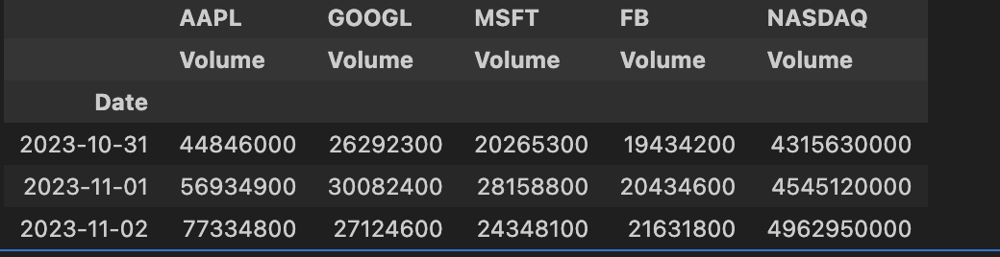 AAPL GOOGL MSFT FB NASDAQ
Volume Volume Volume Volume Volume
Date
2023-10-31 44846000 26292300 20265300 19434200 4315630000
2023-11-01 56934900 30082400 28158800 20434600 4545120000
2023-11-02 77334800 27124600 24348100 21631800 4962950000